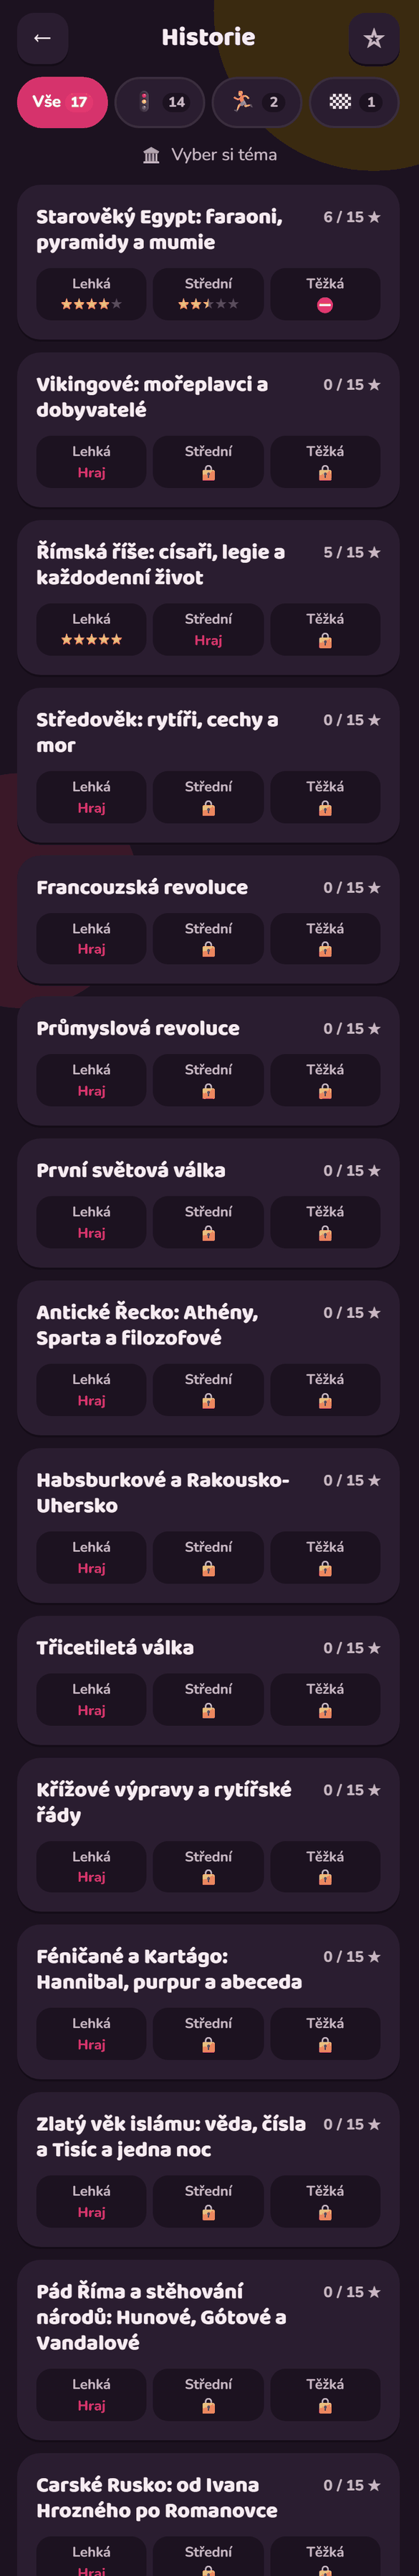 Historie
Vše 17
14
2
1
Vyber si téma
Starověký Egypt: faraoni,
pyramidy a mumie
6 / 15 ★
Lehká
Střední
Těžká
Vikingové: mořeplavci a
dobyvatelé
0 / 15 ★
Lehká
Střední
Těžká
Hraj
Římská říše: císaři, legie a
každodenní život
5 / 15 ★
Lehká
Střední
Těžká
Hraj
Středověk: rytíři, cechy a
mor
0 / 15 ★
Lehká
Střední
Těžká
Hraj
Francouzská revoluce
0 / 15 ★
Lehká
Střední
Těžká
Hraj
Průmyslová revoluce
0 / 15 ★
Lehká
Střední
Těžká
Hraj
První světová válka
0 / 15 ★
Lehká
Střední
Těžká
Hraj
Antické Řecko: Athény,
Sparta a filozofové
0 / 15 ★
Lehká
Střední
Těžká
Hraj
Habsburkové a Rakousko-
Uhersko
0 / 15 ★
Lehká
Střední
Těžká
Hraj
Třicetiletá válka
0 / 15 ★
Lehká
Střední
Těžká
Hraj
Křížové výpravy a rytířské
řády
0 / 15 ★
Lehká
Střední
Těžká
Hraj
Féničané a Kartágo:
Hannibal, purpur a abeceda
0 / 15 ★
Lehká
Střední
Těžká
Hraj
Zlatý věk islámu: věda, čísla
a Tisíc a jedna noc
0 / 15 ★
Lehká
Střední
Těžká
Hraj
Pád Říma a stěhování
národů: Hunové, Gótové a
Vandalové
0 / 15 ★
Lehká
Střední
Těžká
Hraj
Carské Rusko: od Ivana
Hrozného po Romanovce
0 / 15 ★
Lehká
Střední
Těžká
Hraj